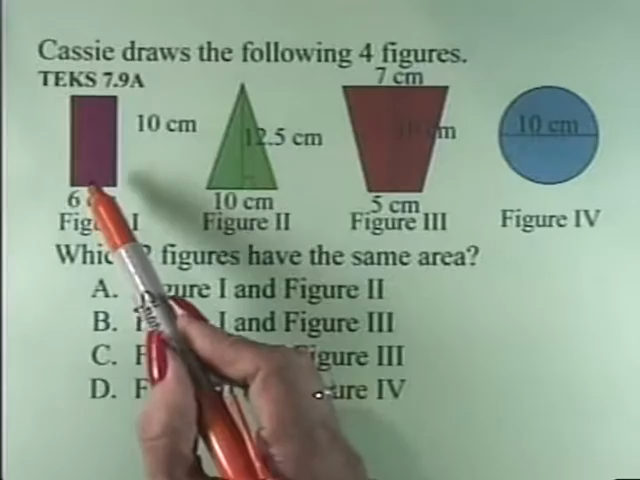 Cassie draws the following 4 figures.
TEKS 7.9A
7 cm
10 cm
12.5 cm
10 cm
10 cm
6
10 cm
5 cm
I
Figure II
Figure III
Figure IV
figures have the same area?
A. Figure I and Figure II
B. I and Figure III
C. Figure III
D. Figure IV